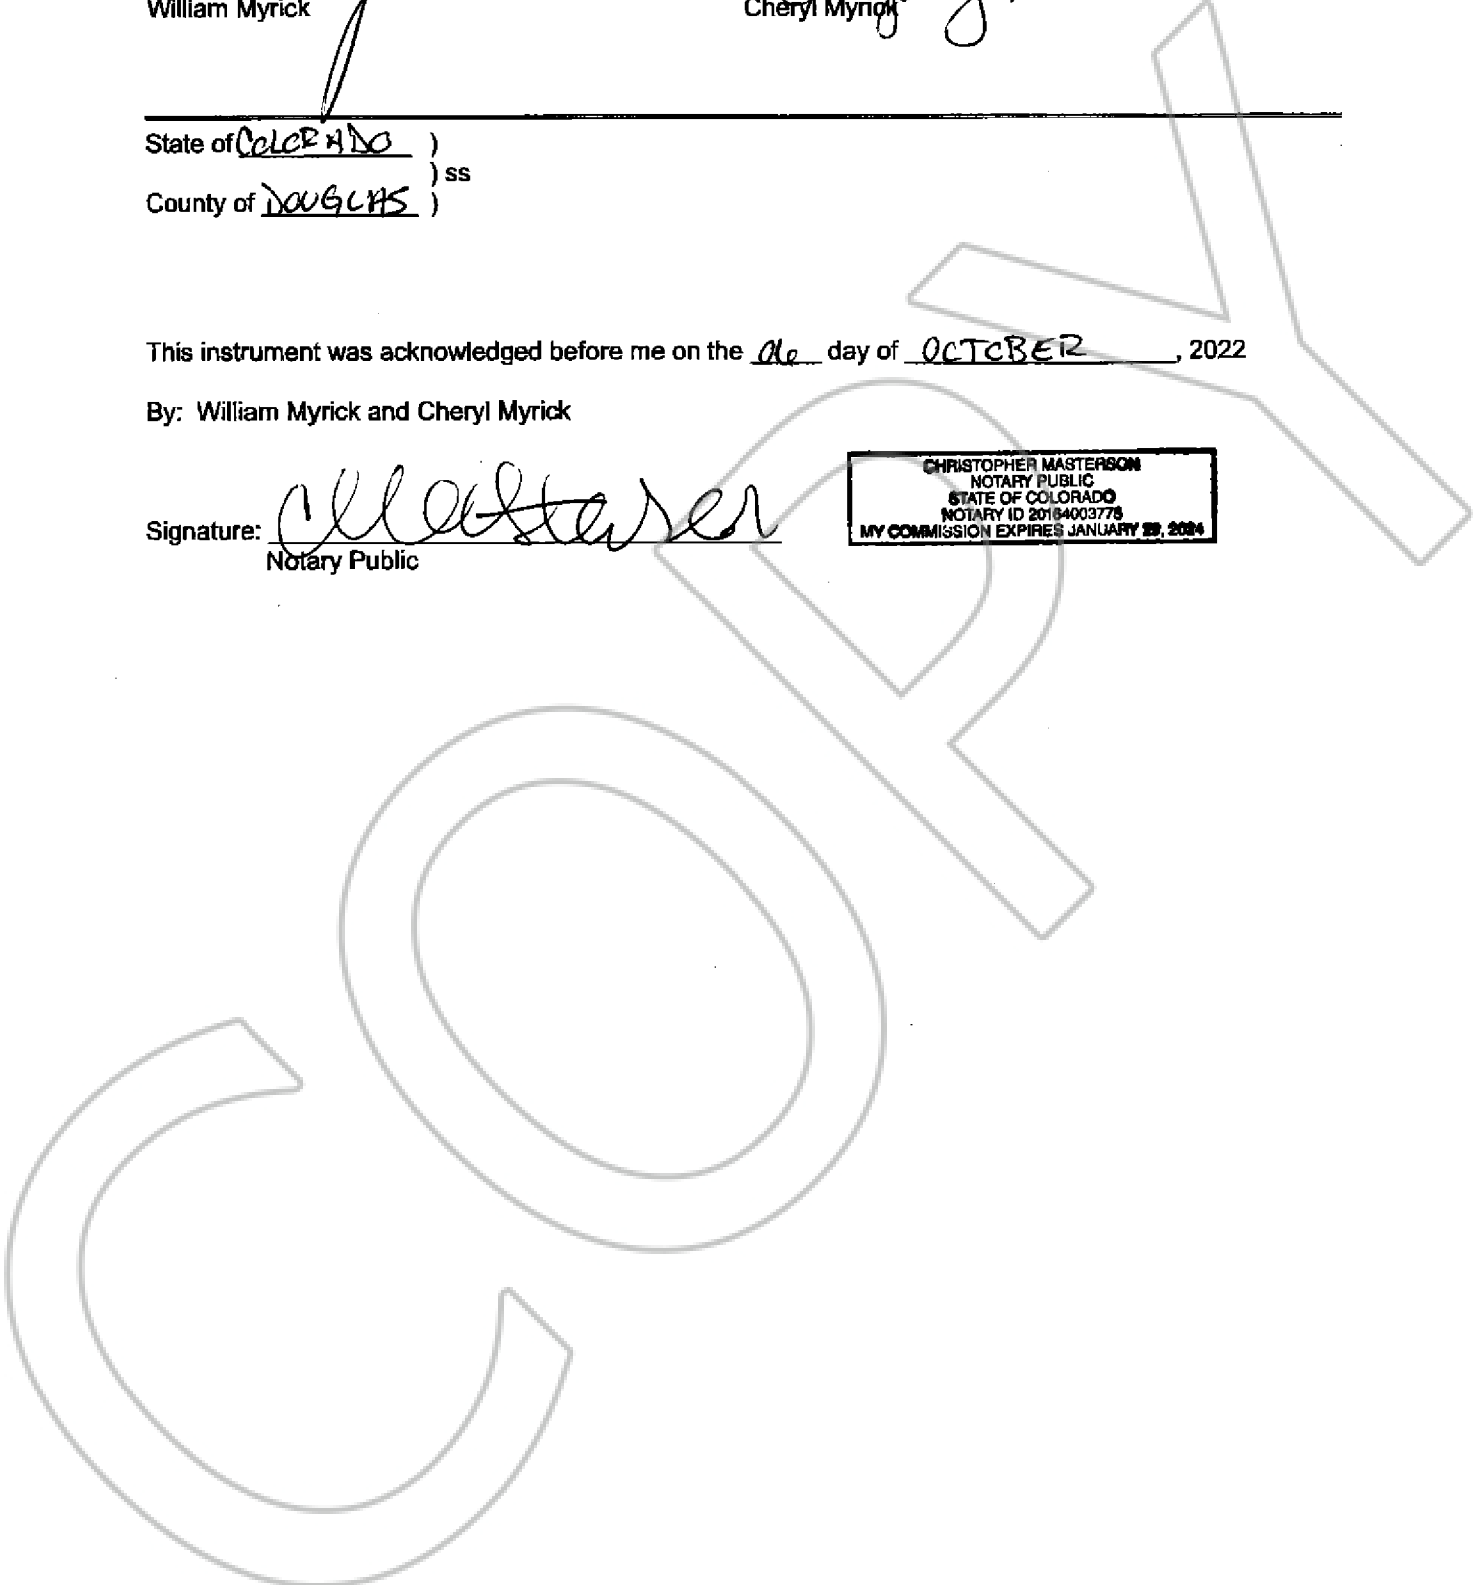 William Myrick Cheryl Myrick
State of COLORADO )
) ss
County of DOUGLAS )
This instrument was acknowledged before me on the day of OCTOBER, 2022
By: William Myrick and Cheryl Myrick
CHRISTOPHER MASTERSON
NOTARY PUBLIC
STATE OF COLORADO
NOTARY ID 20164003775
MY COMMISSION EXPIRES JANUARY 29, 2024
Signature:
Notary Public
COPY